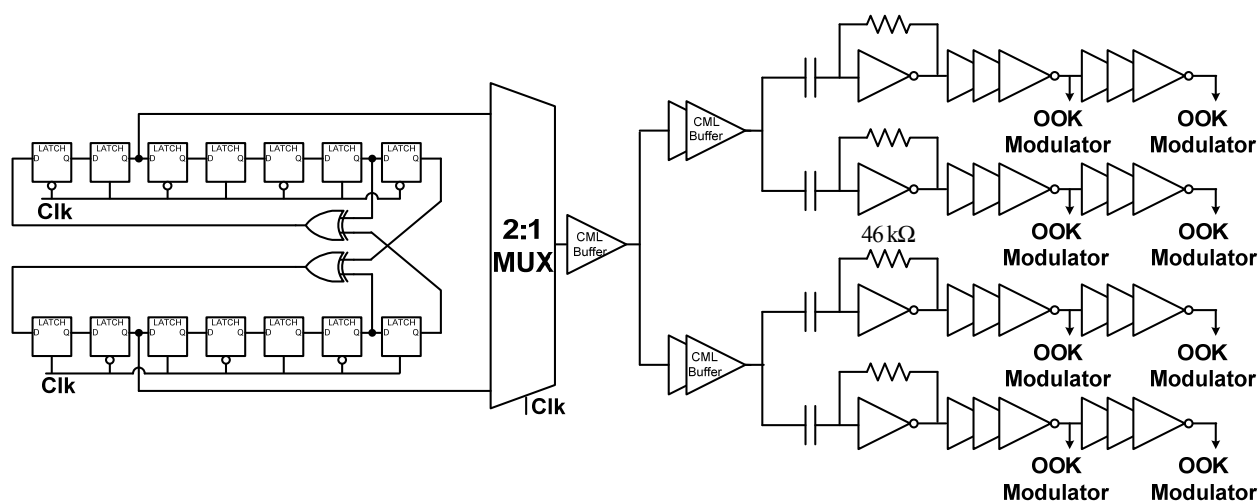 OOK
Modulator
OOK
Modulator
CML
Buffer
LATCH
D Q
LATCH
D Q
LATCH
D Q
LATCH
D Q
LATCH
D Q
LATCH
D Q
LATCH
D Q
Clk
OOK
Modulator
OOK
Modulator
2:1
MUX
CML
Buffer
46 kΩ
LATCH
D Q
LATCH
D Q
LATCH
D Q
LATCH
D Q
LATCH
D Q
LATCH
D Q
LATCH
D Q
Clk
Clk
CML
Buffer
OOK
Modulator
OOK
Modulator
OOK
Modulator
OOK
Modulator